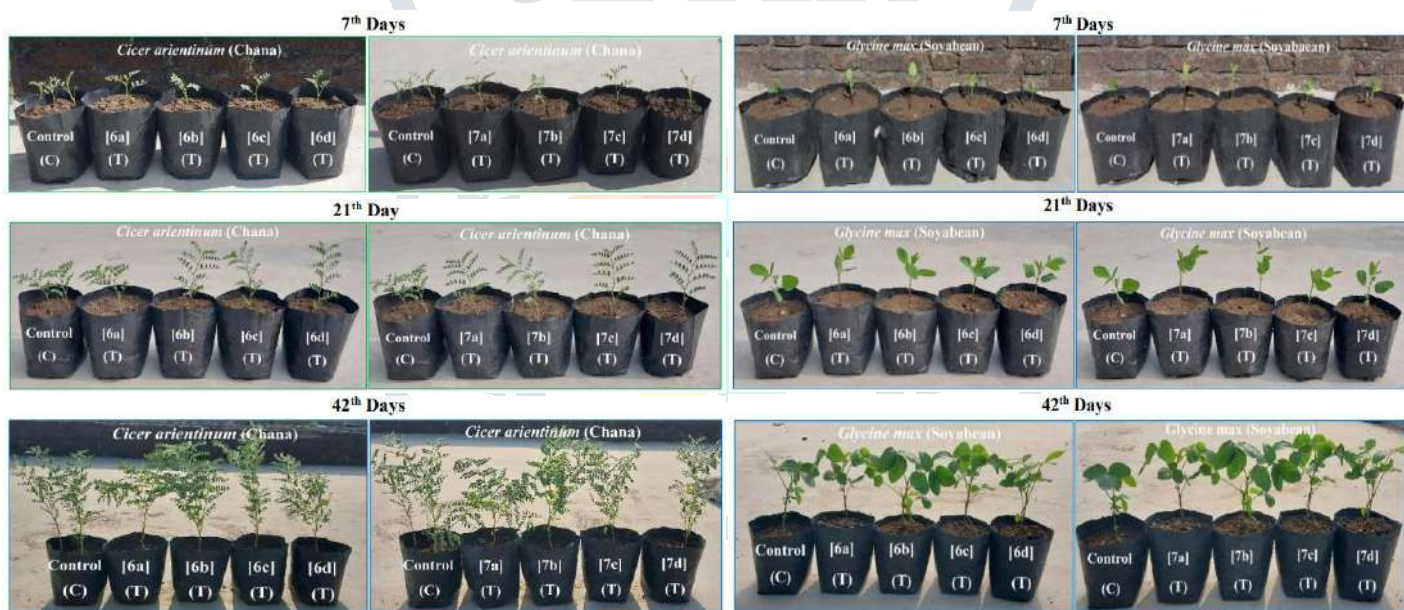 7th Days
Cicer arientinum (Chana)
Control [6a] [6b] [6c] [6d]
(C) (T) (T) (T) (T)
Cicer arientinum (Chana)
Control [7a] [7b] [7c] [7d]
(C) (T) (T) (T) (T)
7th Days
Glycine max (Soyabean)
Control [6a] [6b] [6c] [6d]
(C) (T) (T) (T) (T)
Glycine max (Soyabaean)
Control [7a] [7b] [7c] [7d]
(C) (T) (T) (T) (T)
21th Day
Cicer arientinum (Chana)
Control [6a] [6b] [6c] [6d]
(C) (T) (T) (T) (T)
Cicer arientinum (Chana)
Control [7a] [7b] [7c] [7d]
(C) (T) (T) (T) (T)
21th Days
Glycine max (Soyabean)
Control [6a] [6b] [6c] [6d]
(C) (T) (T) (T) (T)
Glycine max (Soyabean)
Control [7a] [7b] [7c] [7d]
(C) (T) (T) (T) (T)
42th Days
Cicer arientinum (Chana)
Control [6a] [6b] [6c] [6d]
(C) (T) (T) (T) (T)
Cicer arientinum (Chana)
Control [7a] [7b] [7c] [7d]
(C) (T) (T) (T) (T)
42th Days
Glycine max (Soyabean)
Control [6a] [6b] [6c] [6d]
(C) (T) (T) (T) (T)
Glycine max (Soyabean)
Control [7a] [7b] [7c] [7d]
(C) (T) (T) (T) (T)